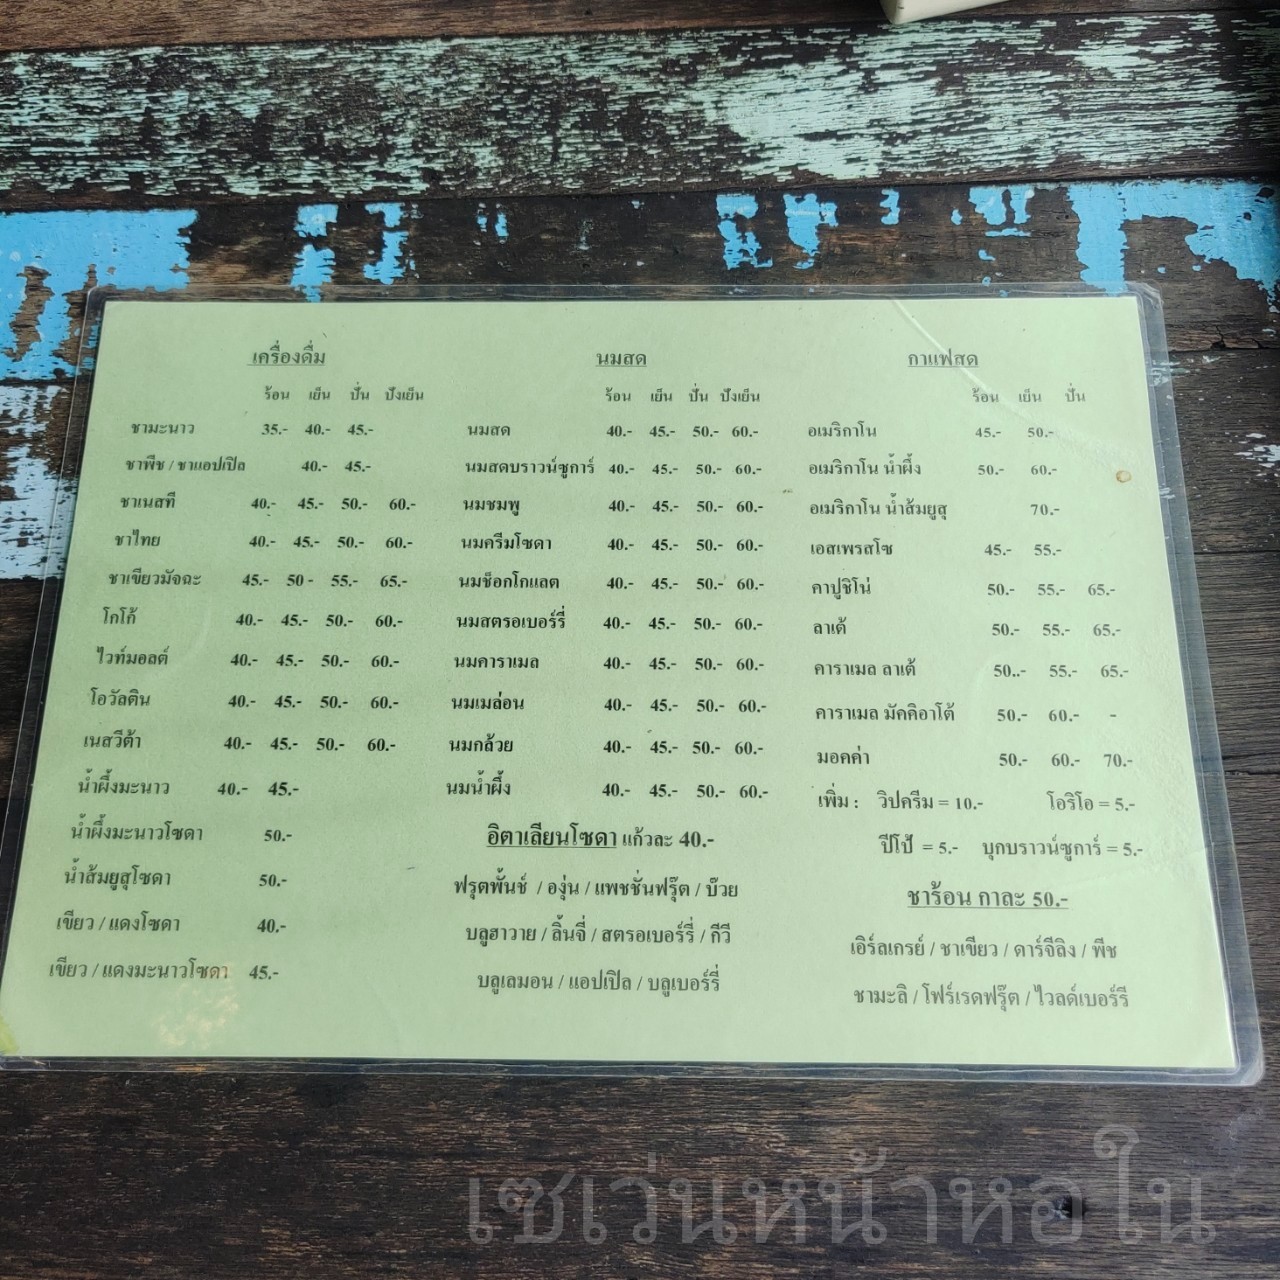 เครื่องดื่ม
ร้อน เย็น ปั่น ปังเย็น
ชามะนาว 35.- 40.- 45.-
ชาพีช / ชาแอปเปิล 40.- 45.-
ชาเนสที 40.- 45.- 50.- 60.-
ชาไทย 40.- 45.- 50.- 60.-
ชาเขียวมัจฉะ 45.- 50 - 55.- 65.-
โกโก้ 40.- 45.- 50.- 60.-
ไวท์มอลต์ 40.- 45.- 50.- 60.-
โอวัลติน 40.- 45.- 50.- 60.-
เนสวีต้า 40.- 45.- 50.- 60.-
น้ำผึ้งมะนาว 40.- 45.-
น้ำผึ้งมะนาวโซดา 50.-
น้ำส้มยูสุโซดา 50.-
เขียว / แดงโซดา 40.-
เขียว / แดงมะนาวโซดา 45.-
นมสด
ร้อน เย็น ปั่น ปังเย็น
นมสด 40.- 45.- 50.- 60.-
นมสดบราวน์ซูการ์ 40.- 45.- 50.- 60.-
นมชมพู 40.- 45.- 50.- 60.-
นมครีมโซดา 40.- 45.- 50.- 60.-
นมช็อกโกแลต 40.- 45.- 50.- 60.-
นมสตรอเบอร์รี่ 40.- 45.- 50.- 60.-
นมคาราเมล 40.- 45.- 50.- 60.-
นมเมล่อน 40.- 45.- 50.- 60.-
นมกล้วย 40.- 45.- 50.- 60.-
นมน้ำผึ้ง 40.- 45.- 50.- 60.-
อิตาเลียนโซดา แก้วละ 40.-
ฟรุตพั้นช์ / องุ่น / แพชชั่นฟรุ๊ต / บ๊วย
บลูฮาวาย / ลิ้นจี่ / สตรอเบอร์รี่ / กีวี
บลูเลมอน / แอปเปิล / บลูเบอร์รี่
กาแฟสด
ร้อน เย็น ปั่น
อเมริกาโน 45.- 50.-
อเมริกาโน น้ำผึ้ง 50.- 60.-
อเมริกาโน น้ำส้มยูสุ 70.-
เอสเพรสโซ 45.- 55.-
คาปูชิโน่ 50.- 55.- 65.-
ลาเต้ 50.- 55.- 65.-
คาราเมล ลาเต้ 50..- 55.- 65.-
คาราเมล มัคคิอาโต้ 50.- 60.- -
มอคค่า 50.- 60.- 70.-
เพิ่ม : วิปครีม = 10.- โอริโอ = 5.-
ปีโป้ = 5.- บุกบราวน์ซูการ์ = 5.-
ชาร้อน กาละ 50.-
เอิร์ลเกรย์ / ชาเขียว / ดาร์จีลิง / พีช
ชามะลิ / โฟร์เรดฟรุ๊ต / ไวลด์เบอร์รี
เซเว่นหน้าหอใน